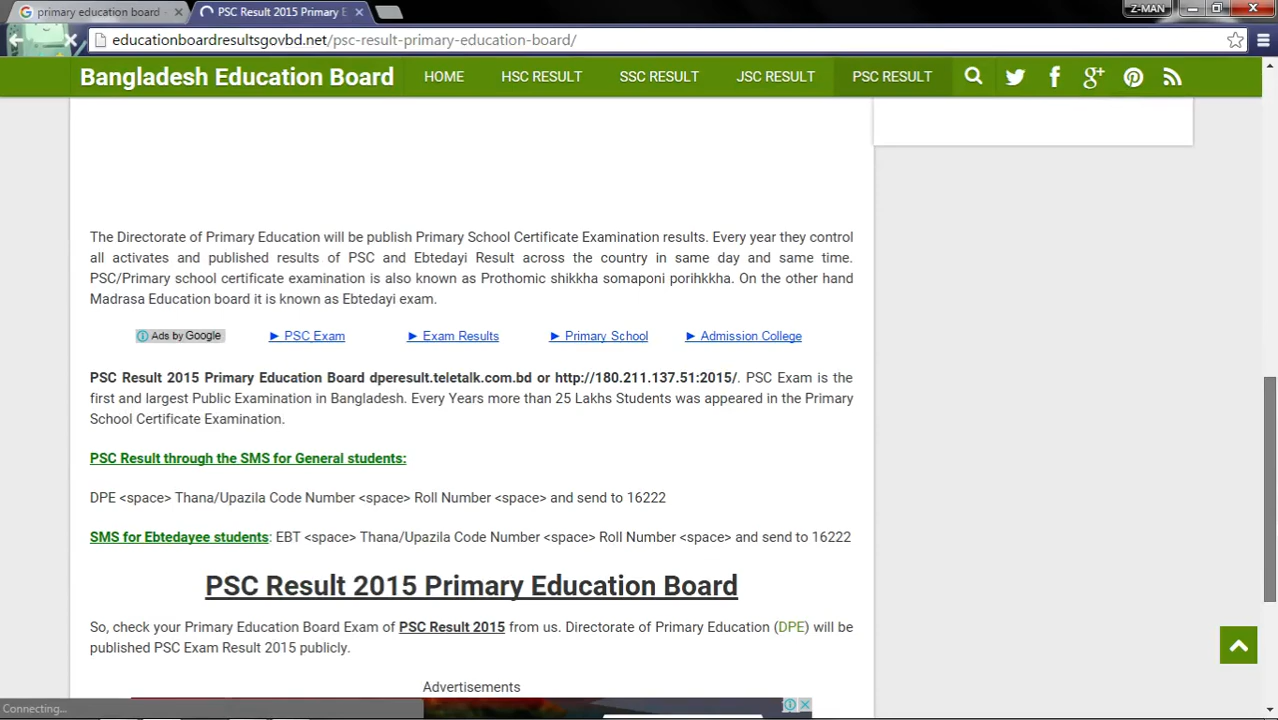 primary education board
PSC Result 2015 Primary E
Z-MAN
educationboardresultsgovbd.net/psc-result-primary-education-board/
Bangladesh Education Board HOME HSC RESULT SSC RESULT JSC RESULT PSC RESULT
The Directorate of Primary Education will be publish Primary School Certificate Examination results. Every year they control
all activates and published results of PSC and Ebtedayi Result across the country in same day and same time.
PSC/Primary school certificate examination is also known as Prothomic shikkha somaponi porihkkha. On the other hand
Madrasa Education board it is known as Ebtedayi exam.
Ads by Google ► PSC Exam ► Exam Results ► Primary School ► Admission College
PSC Result 2015 Primary Education Board dperesult.teletalk.com.bd or http://180.211.137.51:2015/. PSC Exam is the
first and largest Public Examination in Bangladesh. Every Years more than 25 Lakhs Students was appeared in the Primary
School Certificate Examination.
PSC Result through the SMS for General students:
DPE <space> Thana/Upazila Code Number <space> Roll Number <space> and send to 16222
SMS for Ebtedayee students: EBT <space> Thana/Upazila Code Number <space> Roll Number <space> and send to 16222
PSC Result 2015 Primary Education Board
So, check your Primary Education Board Exam of PSC Result 2015 from us. Directorate of Primary Education (DPE) will be
published PSC Exam Result 2015 publicly.
Advertisements
Connecting...